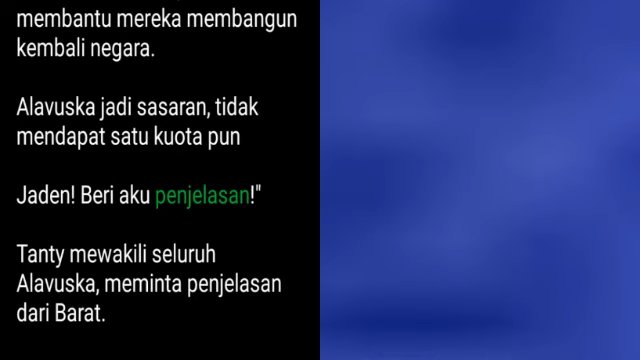 membantu mereka membangun
kembali negara.
Alavuska jadi sasaran, tidak
mendapat satu kuota pun
Jaden! Beri aku penjelasan!"
Tanty mewakili seluruh
Alavuska, meminta penjelasan
dari Barat.